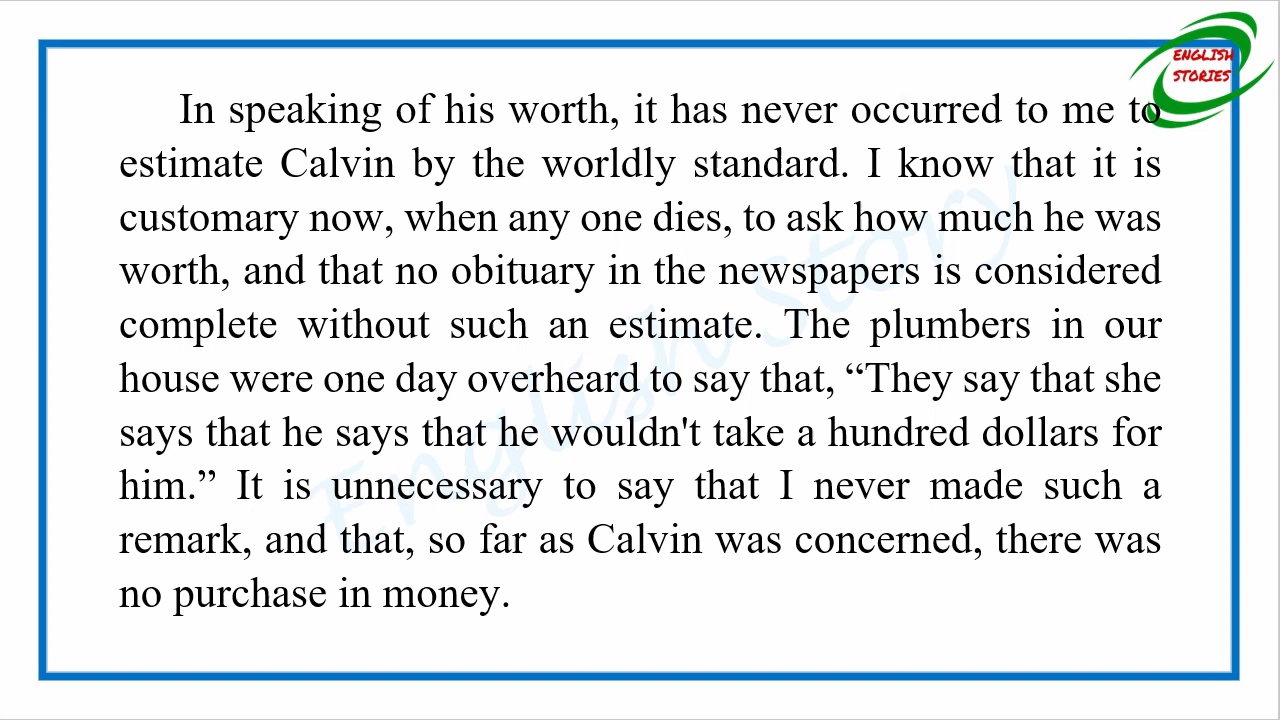 ENGLISH
STORIES
In speaking of his worth, it has never occurred to me to
estimate Calvin by the worldly standard. I know that it is
customary now, when any one dies, to ask how much he was
worth, and that no obituary in the newspapers is considered
complete without such an estimate. The plumbers in our
house were one day overheard to say that, “They say that she
says that he says that he wouldn't take a hundred dollars for
him.” It is unnecessary to say that I never made such a
remark, and that, so far as Calvin was concerned, there was
no purchase in money.
English Story